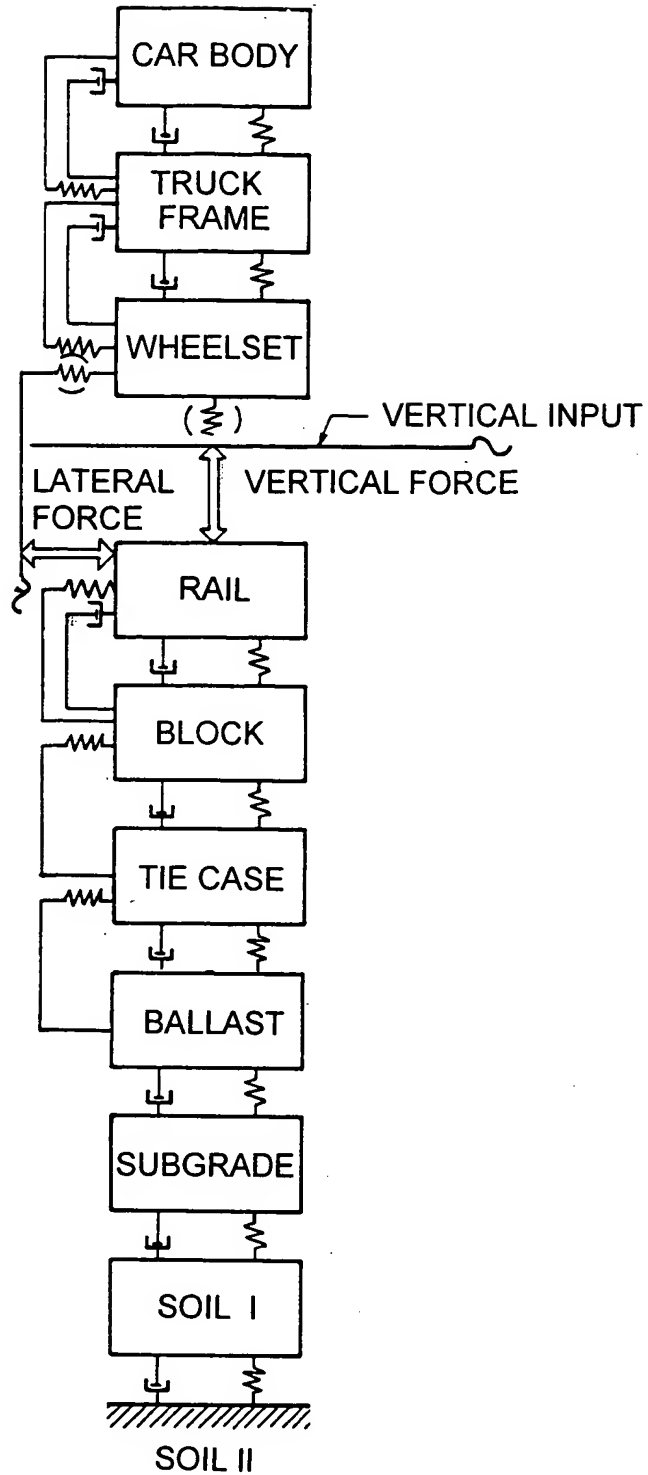 CAR BODY
TRUCK
FRAME
WHEELSET
VERTICAL INPUT
LATERAL
FORCE
VERTICAL FORCE
RAIL
BLOCK
TIE CASE
BALLAST
SUBGRADE
SOIL I
SOIL II